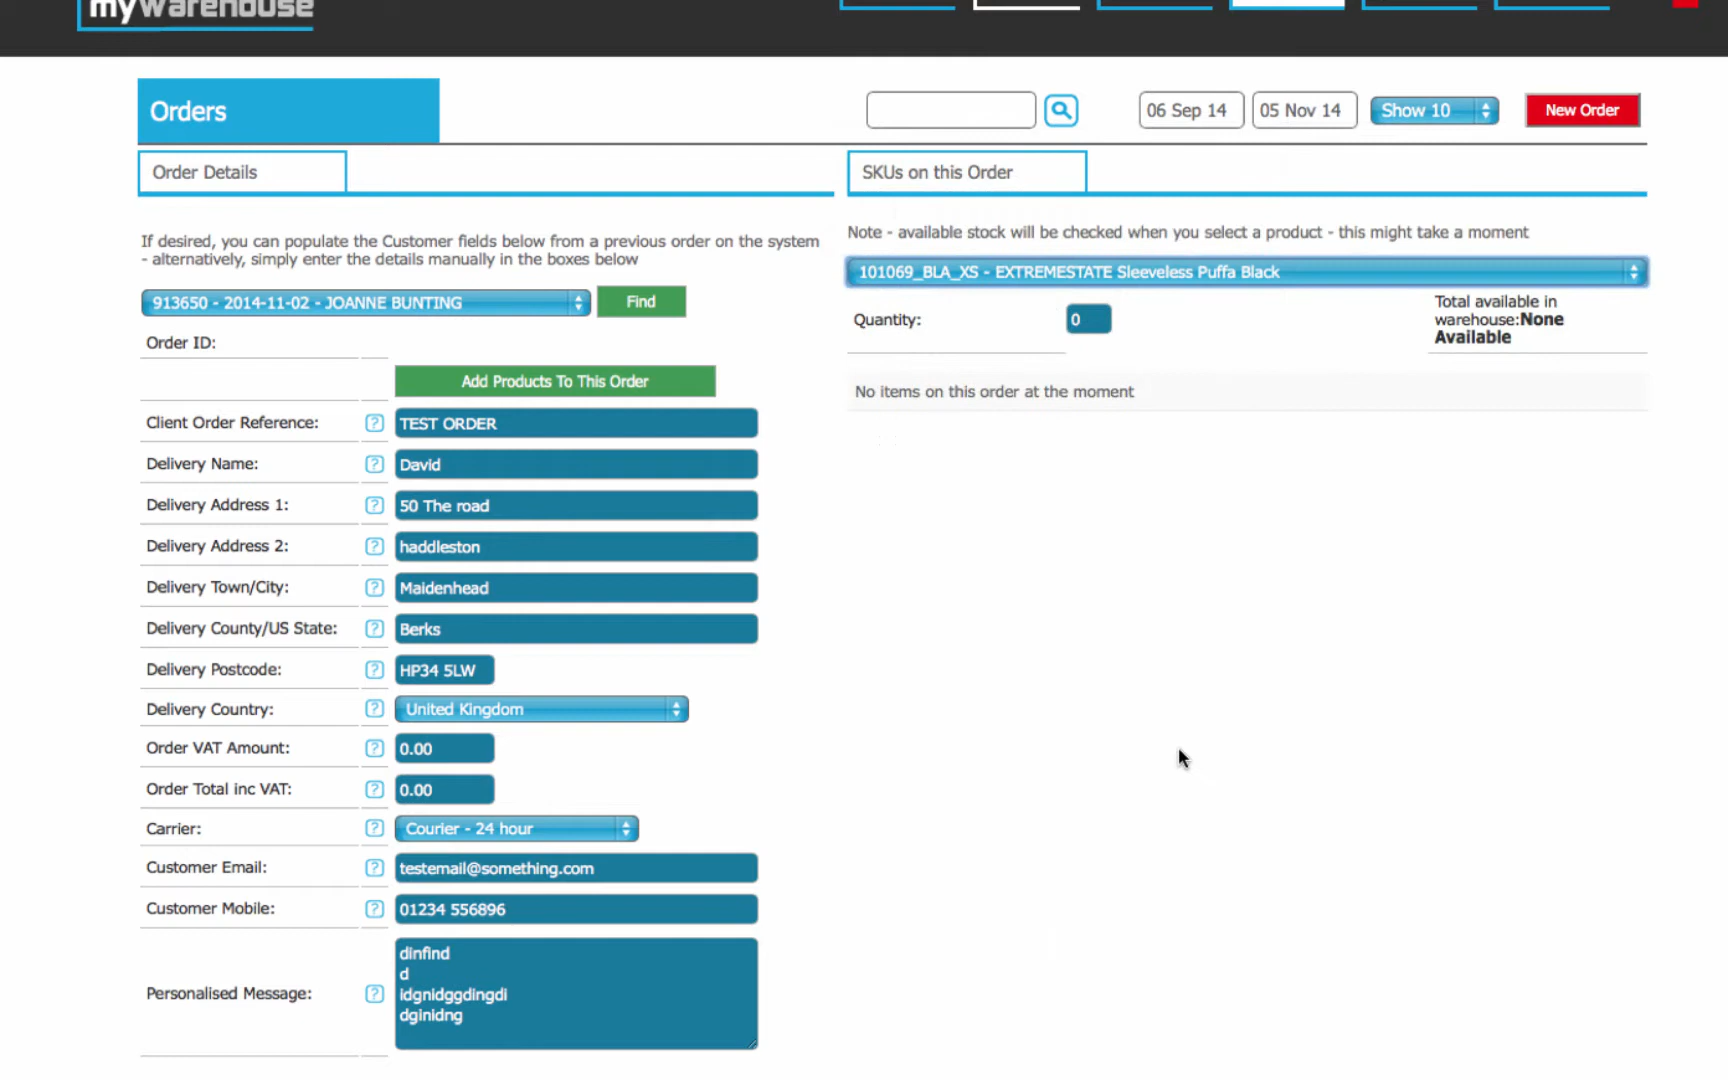 mywarehouse
Orders
06 Sep 14
05 Nov 14
Show 10
New Order
Order Details
SKUs on this Order
If desired, you can populate the Customer fields below from a previous order on the system
- alternatively, simply enter the details manually in the boxes below
Note - available stock will be checked when you select a product - this might take a moment
913650 - 2014-11-02 - JOANNE BUNTING
Find
101069_BLA_XS - EXTREMESTATE Sleeveless Puffa Black
Quantity:
0
Total available in
warehouse:None
Available
No items on this order at the moment
Order ID:
Add Products To This Order
Client Order Reference:
?
TEST ORDER
Delivery Name:
?
David
Delivery Address 1:
?
50 The road
Delivery Address 2:
?
haddleston
Delivery Town/City:
?
Maidenhead
Delivery County/US State:
?
Berks
Delivery Postcode:
?
HP34 5LW
Delivery Country:
?
United Kingdom
Order VAT Amount:
?
0.00
Order Total inc VAT:
?
0.00
Carrier:
?
Courier - 24 hour
Customer Email:
?
testemail@something.com
Customer Mobile:
?
01234 556896
Personalised Message:
?
dinfind
d
idgnidggdingdi
dginidng